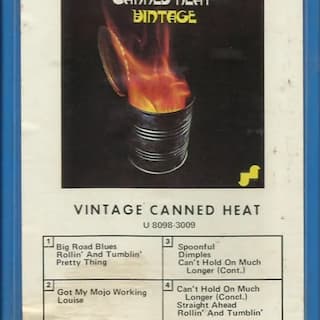 CANNED HEAT
VINTAGE
VINTAGE CANNED HEAT
U 8098-3009
1
Big Road Blues
Rollin' And Tumblin'
Pretty Thing
2
Got My Mojo Working
Louise
3
Spoonful
Dimples
Can't Hold On Much
Longer (Cont.)
4
Can't Hold On Much
Longer (Concl.)
Straight Ahead
Rollin' And Tumblin'